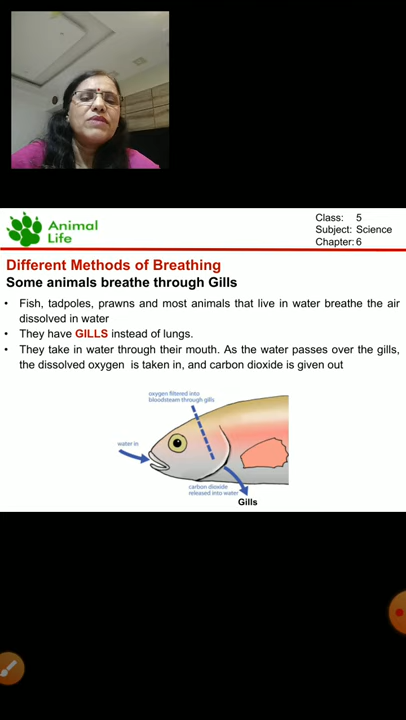 Animal
Life
Class: 5
Subject: Science
Chapter: 6
Different Methods of Breathing
Some animals breathe through Gills
• Fish, tadpoles, prawns and most animals that live in water breathe the air
dissolved in water
• They have GILLS instead of lungs.
• They take in water through their mouth. As the water passes over the gills,
the dissolved oxygen is taken in, and carbon dioxide is given out
oxygen filtered into
bloodsteam through gills
water in
carbon dioxide
released into water
Gills